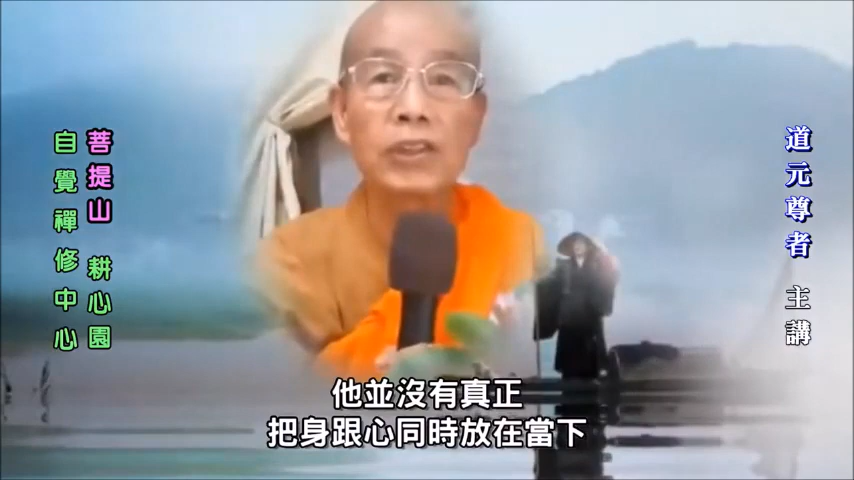 道元尊者 主講
菩提山 耕心園
自覺禪修中心
他並沒有真正
把身跟心同時放在當下